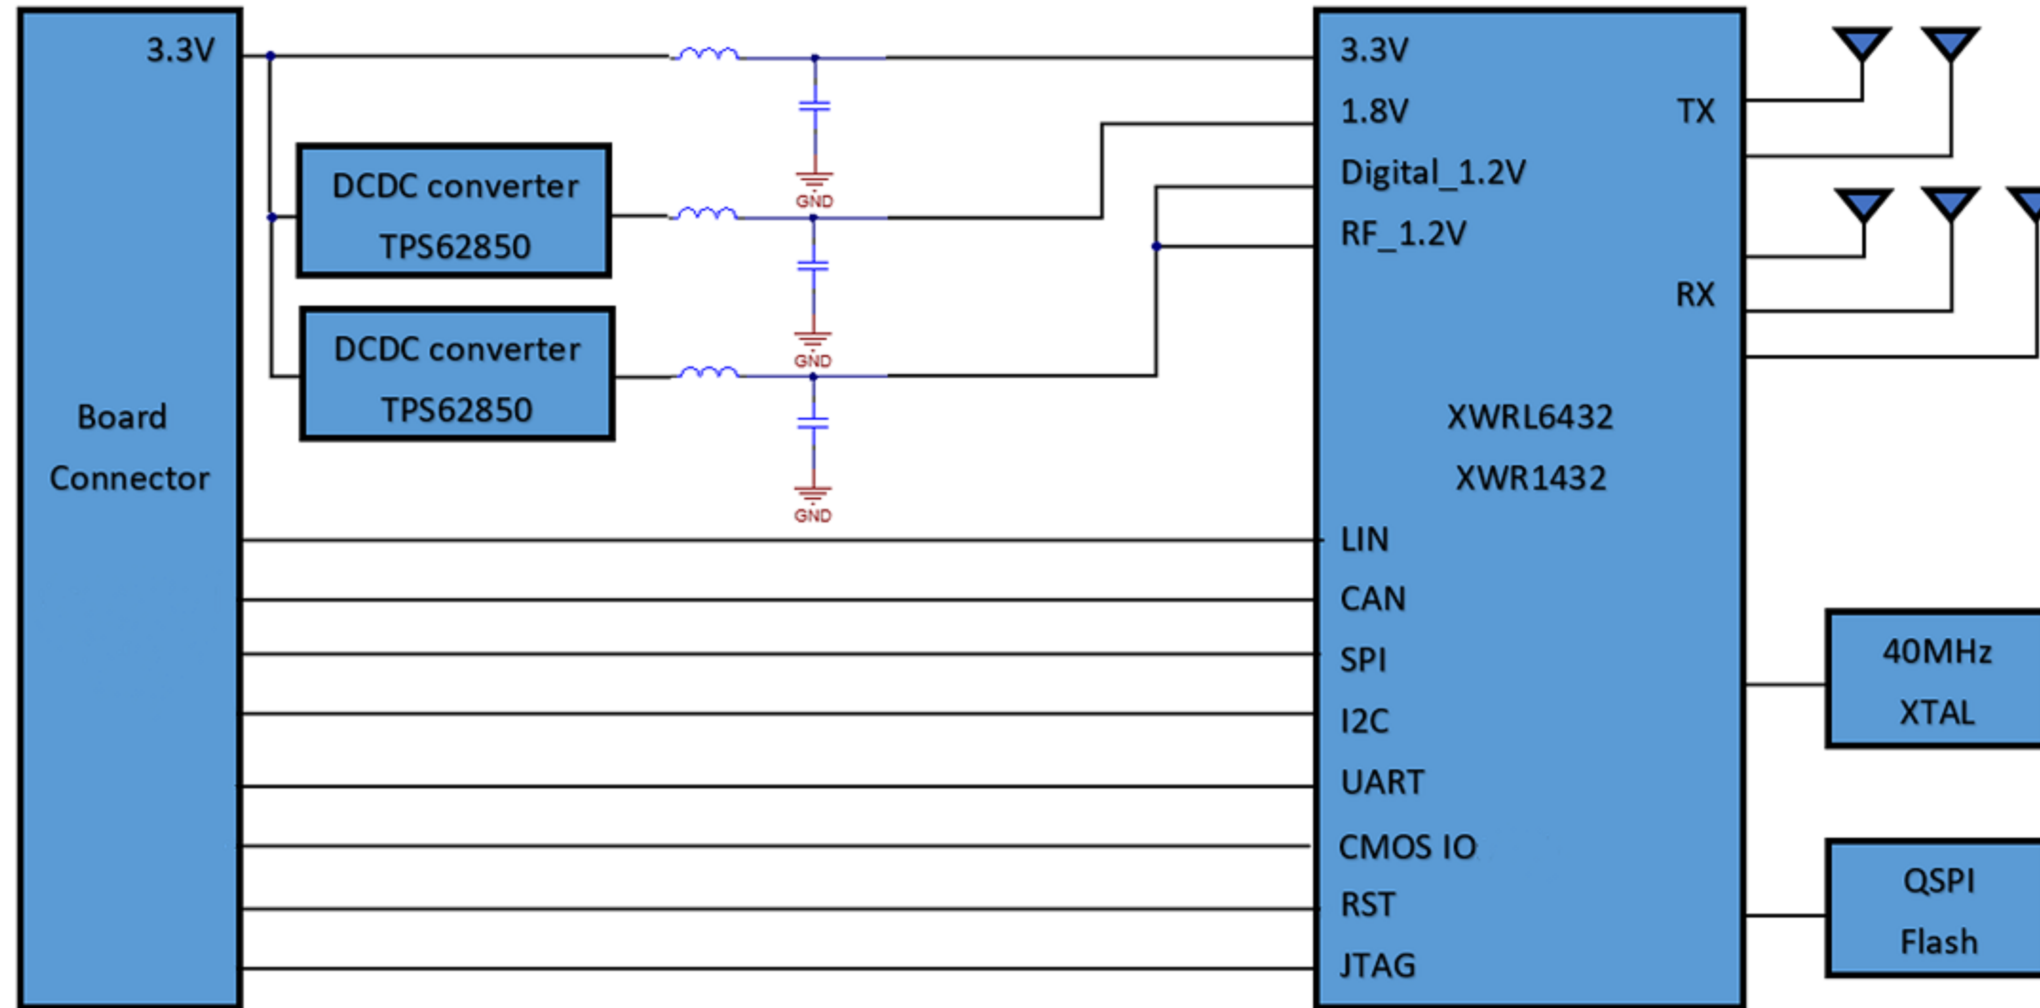 3.3V
DCDC converter
TPS62850
DCDC converter
TPS62850
Board
Connector
GND
GND
GND
3.3V
1.8V
Digital_1.2V
RF_1.2V
TX
RX
XWRL6432
XWR1432
LIN
CAN
SPI
I2C
UART
CMOS IO
RST
JTAG
40MHz
XTAL
QSPI
Flash